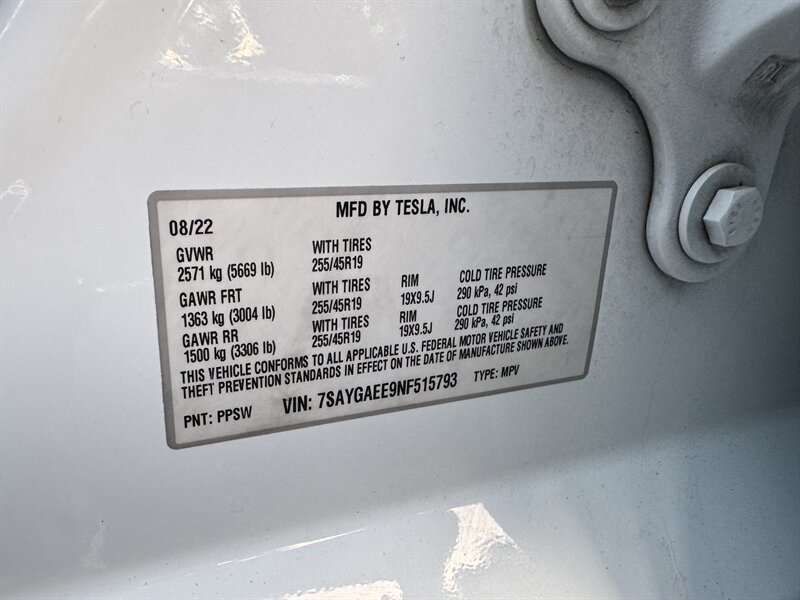 MFD BY TESLA, INC.
08/22
GVWR WITH TIRES
2571 kg (5669 lb) 255/45R19
GAWR FRT WITH TIRES RIM COLD TIRE PRESSURE
1363 kg (3004 lb) 255/45R19 19X9.5J 290 kPa, 42 psi
GAWR RR WITH TIRES RIM COLD TIRE PRESSURE
1500 kg (3306 lb) 255/45R19 19X9.5J 290 kPa, 42 psi
THIS VEHICLE CONFORMS TO ALL APPLICABLE U.S. FEDERAL MOTOR VEHICLE SAFETY AND
THEFT PREVENTION STANDARDS IN EFFECT ON THE DATE OF MANUFACTURE SHOWN ABOVE.
PNT: PPSW VIN: 7SAYGAEE9NF515793 TYPE: MPV